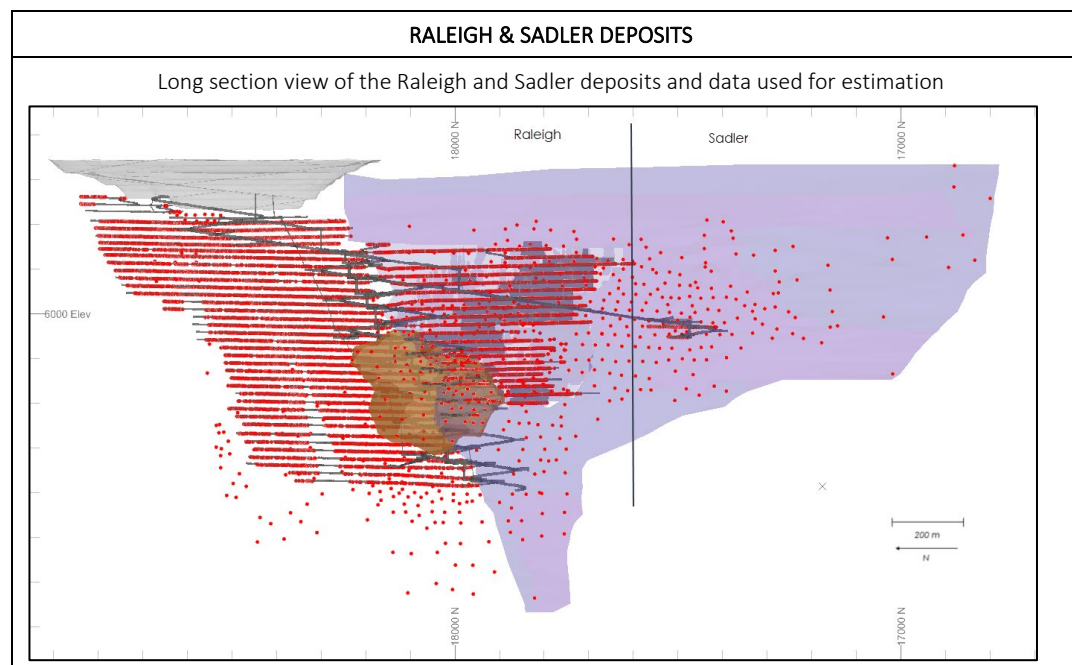 RALEIGH & SADLER DEPOSITS
Long section view of the Raleigh and Sadler deposits and data used for estimation
18000 N
17000 N
Raleigh
Sadler
6000 Elev
200 m
N
18000 N
17000 N